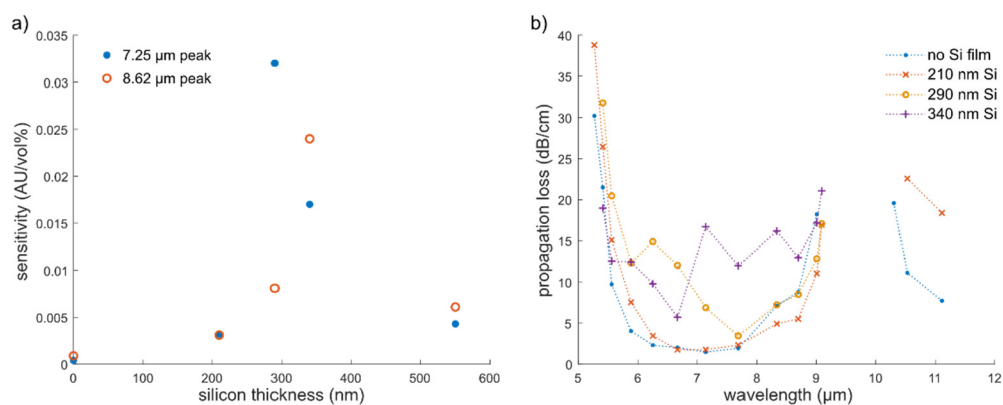 a)
sensitivity (AU/vol%)
0.035
0.03
0.025
0.02
0.015
0.01
0.005
0
7.25 µm peak
8.62 µm peak
0 100 200 300 400 500 600
silicon thickness (nm)
b)
propagation loss (dB/cm)
40
35
30
25
20
15
10
5
0
no Si film
210 nm Si
290 nm Si
340 nm Si
5 6 7 8 9 10 11 12
wavelength (µm)